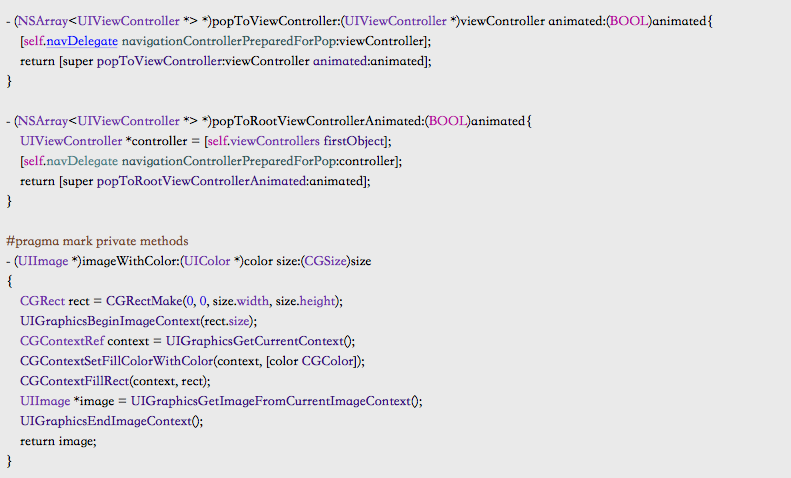 - (NSArray<UIViewController *> *)popToViewController:(UIViewController *)viewController animated:(BOOL)animated{
[self.navDelegate navigationControllerPreparedForPop:viewController];
return [super popToViewController:viewController animated:animated];
}
- (NSArray<UIViewController *> *)popToRootViewControllerAnimated:(BOOL)animated{
UIViewController *controller = [self.viewControllers firstObject];
[self.navDelegate navigationControllerPreparedForPop:controller];
return [super popToRootViewControllerAnimated:animated];
}
#pragma mark private methods
- (UIImage *)imageWithColor:(UIColor *)color size:(CGSize)size
{
CGRect rect = CGRectMake(0, 0, size.width, size.height);
UIGraphicsBeginImageContext(rect.size);
CGContextRef context = UIGraphicsGetCurrentContext();
CGContextSetFillColorWithColor(context, [color CGColor]);
CGContextFillRect(context, rect);
UIImage *image = UIGraphicsGetImageFromCurrentImageContext();
UIGraphicsEndImageContext();
return image;
}